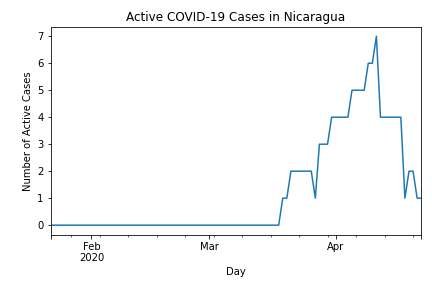 Active COVID-19 Cases in Nicaragua
Number of Active Cases
7
6
5
4
3
2
1
0
Feb
2020
Mar
Apr
Day